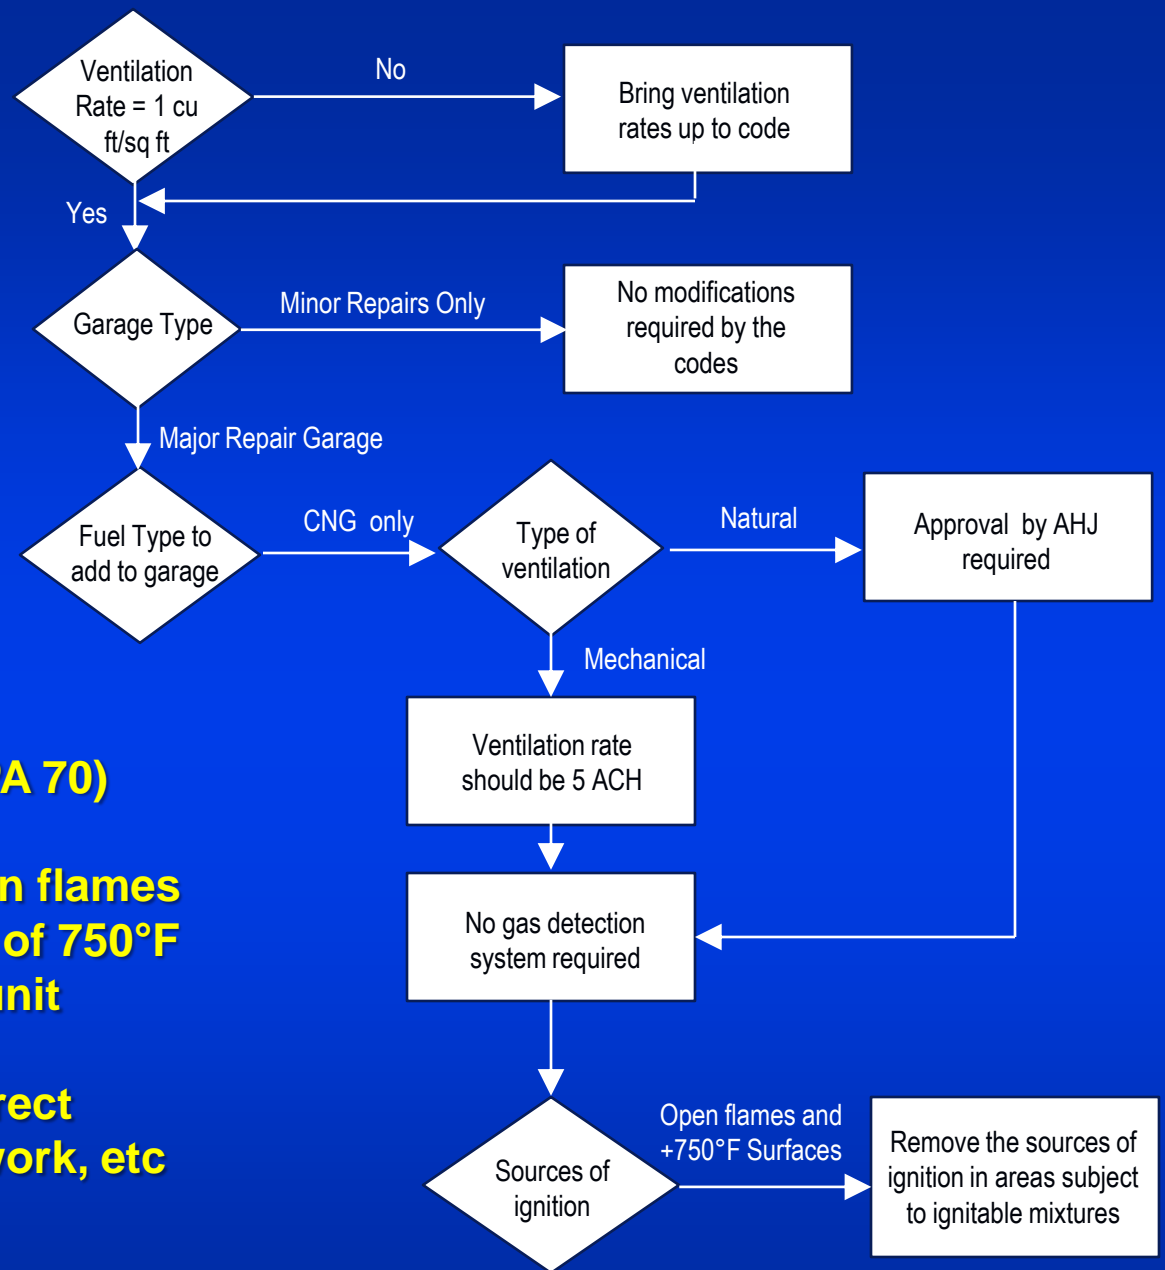 Ventilation
Rate = 1 cu
ft/sq ft
No
Bring ventilation
rates up to code
Yes
Garage Type
Minor Repairs Only
No modifications
required by the
codes
Major Repair Garage
Fuel Type to
add to garage
CNG only
Type of
ventilation
Natural
Approval by AHJ
required
Mechanical
Ventilation rate
should be 5 ACH
No gas detection
system required
Sources of
ignition
Open flames and
+750°F Surfaces
Remove the sources of
ignition in areas subject
to ignitable mixtures
70)
flames
of 750°F
unit
work, etc